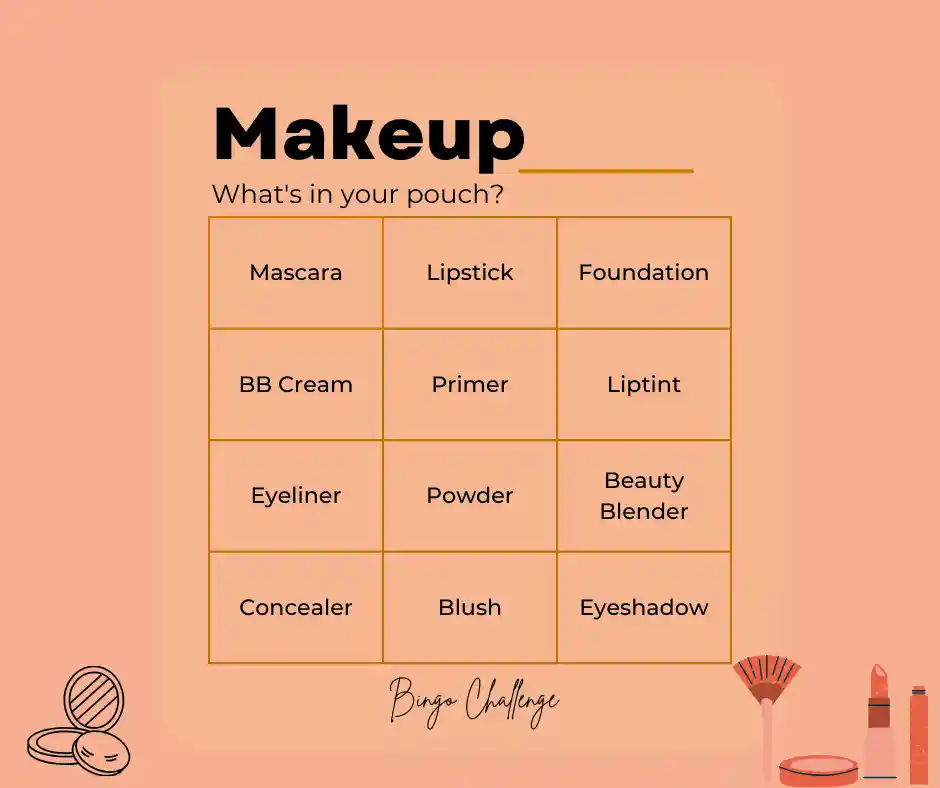 Makeup
What's in your pouch?
Mascara
Lipstick
Foundation
BB Cream
Primer
Liptint
Eyeliner
Powder
Beauty
Blender
Concealer
Blush
Eyeshadow
Bingo Challenge